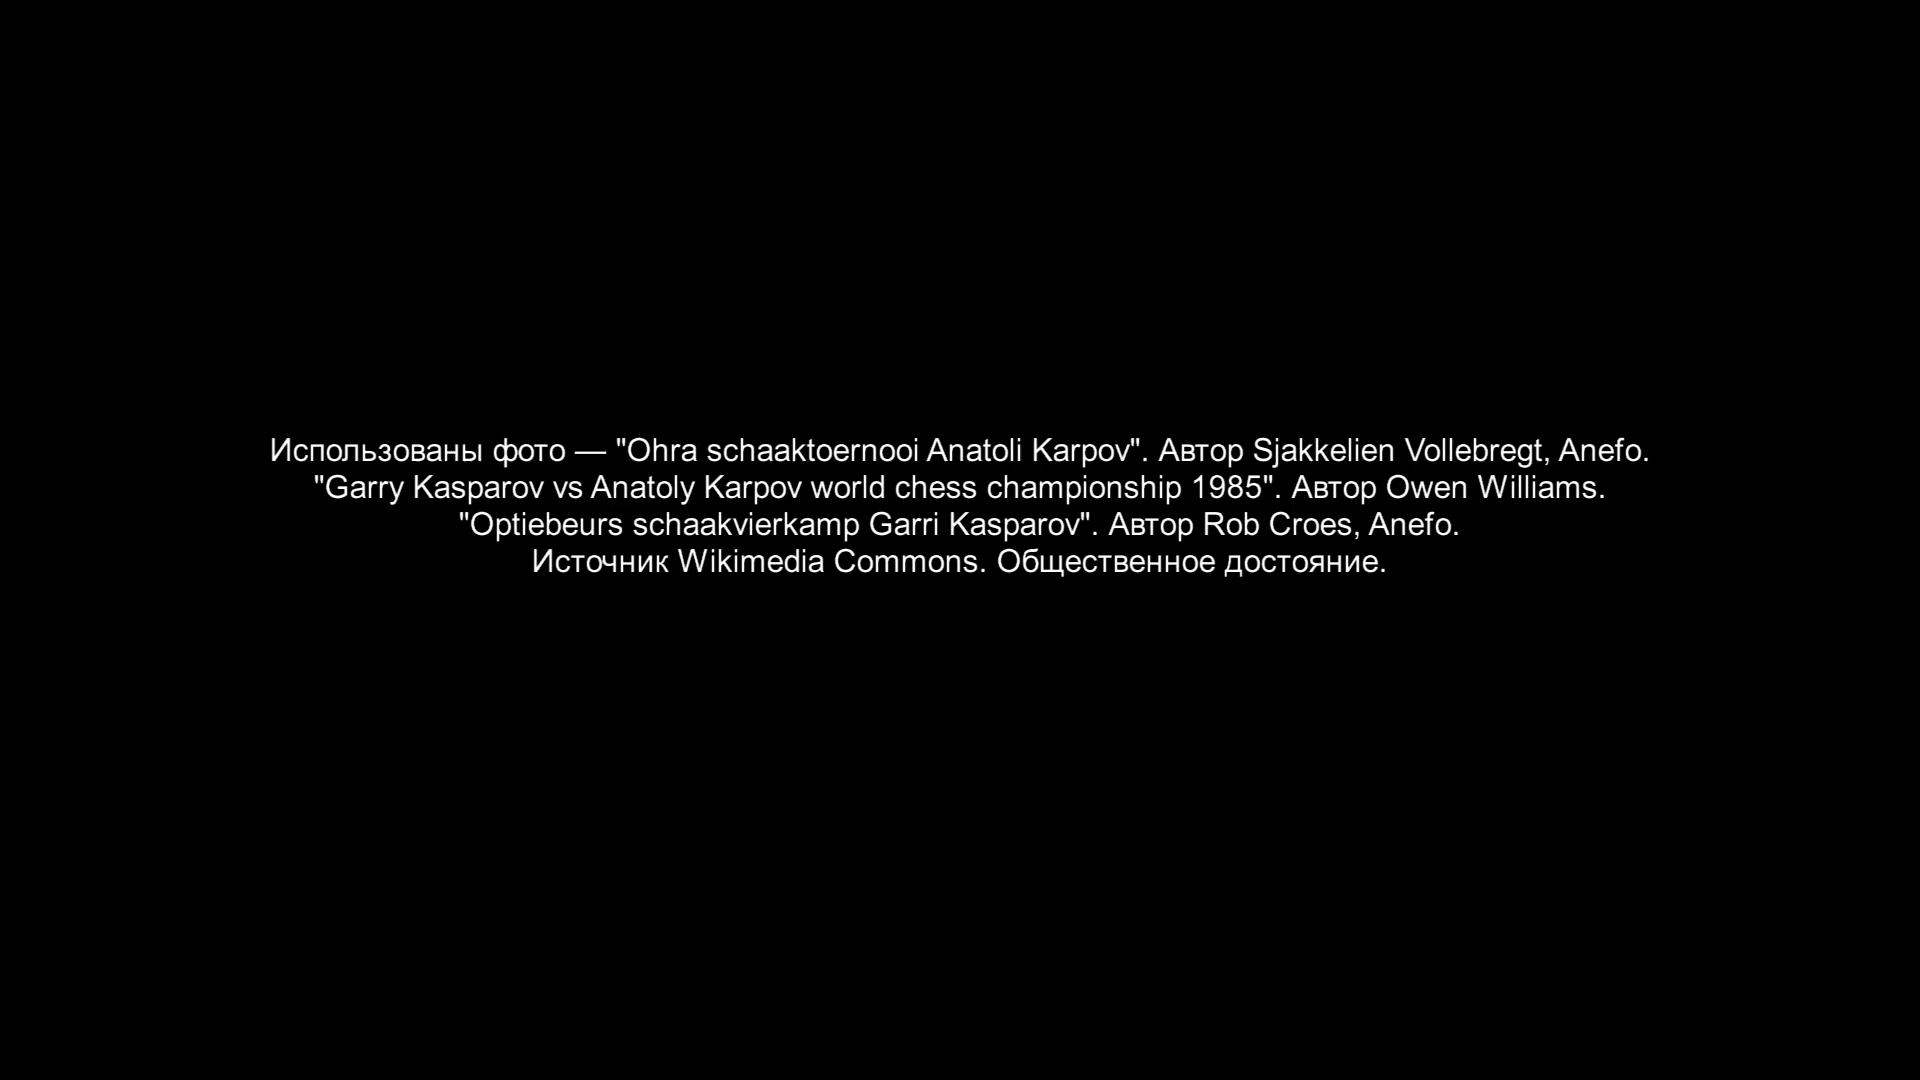 Использованы фото — "Ohra schaaktoernooi Anatoli Karpov". Автор Sjakkelien Vollebregt, Anefo.
"Garry Kasparov vs Anatoly Karpov world chess championship 1985". Автор Owen Williams.
"Optiebeurs schaakvierkamp Garri Kasparov". Автор Rob Croes, Anefo.
Источник Wikimedia Commons. Общественное достояние.